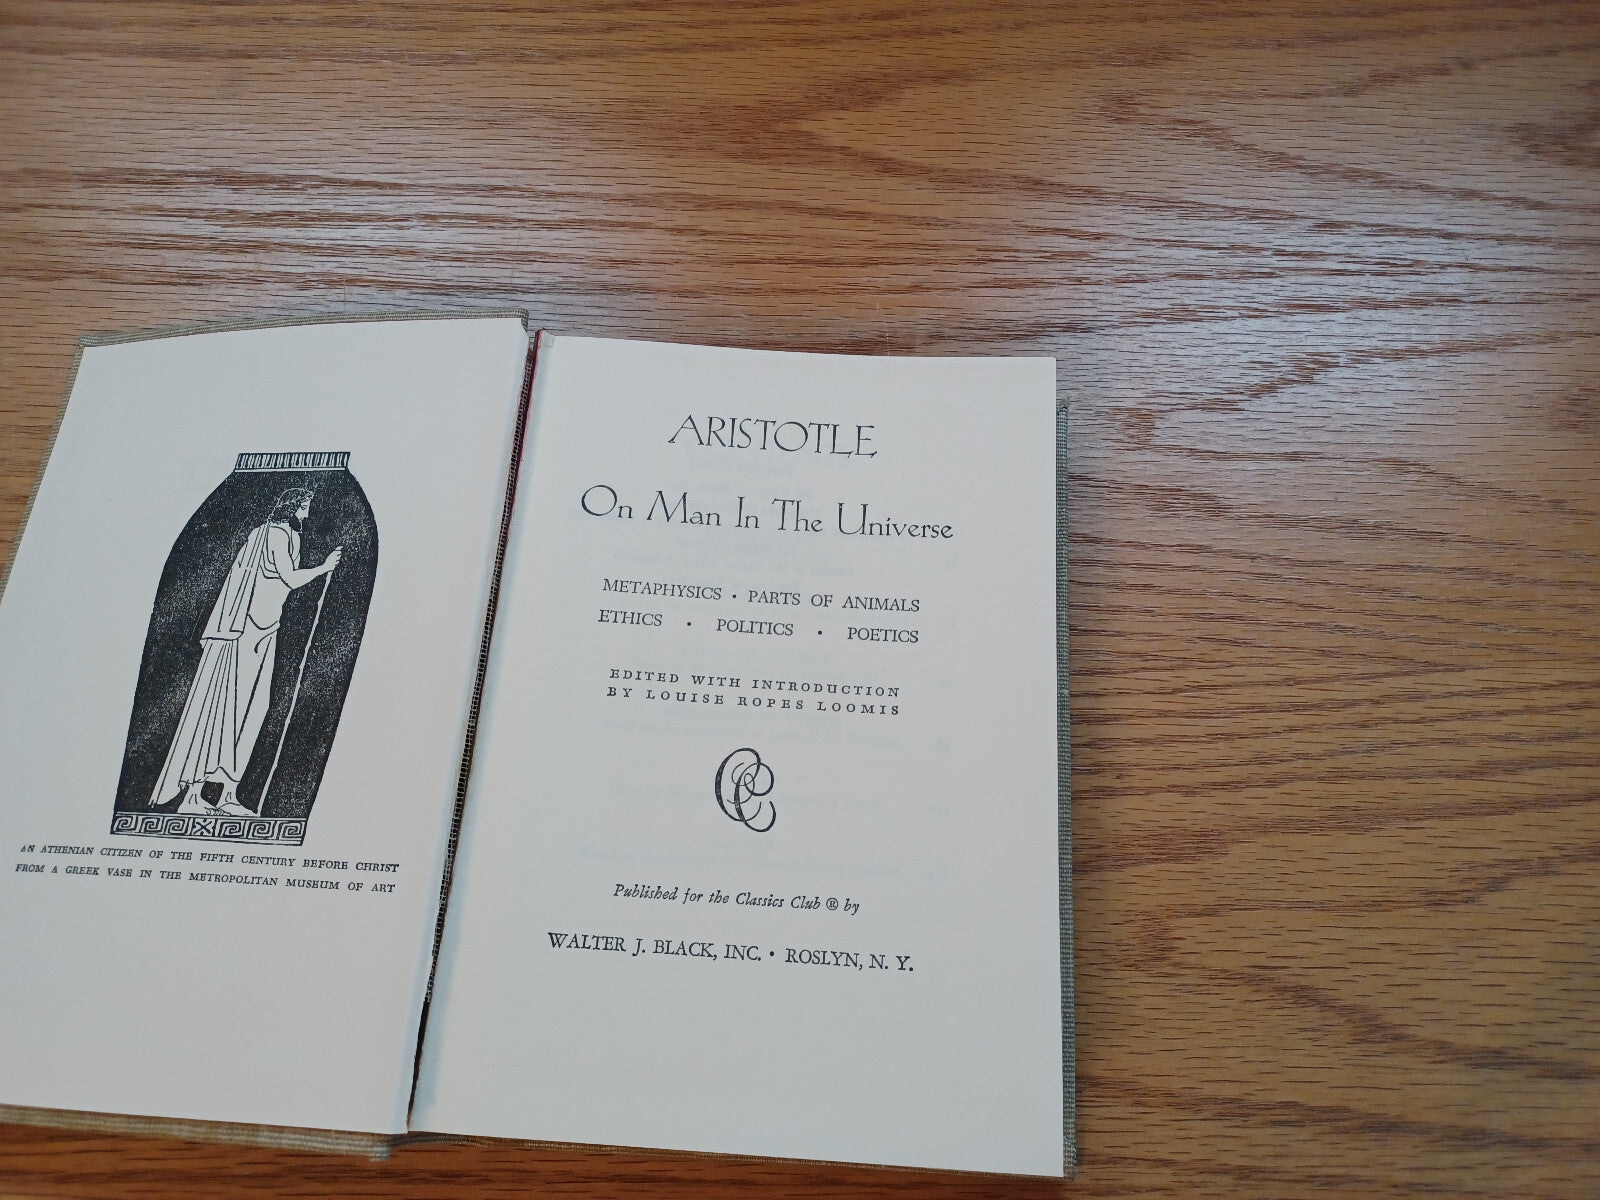 AN ATHENIAN CITIZEN OF THE FIFTH CENTURY BEFORE CHRIST
FROM A GREEK VASE IN THE METROPOLITAN MUSEUM OF ART
ARISTOTLE
On Man In The Universe
METAPHYSICS • PARTS OF ANIMALS
ETHICS • POLITICS • POETICS
EDITED WITH INTRODUCTION
BY LOUISE ROPES LOOMIS
CC
Published for the Classics Club ® by
WALTER J. BLACK, INC. • ROSLYN, N. Y.